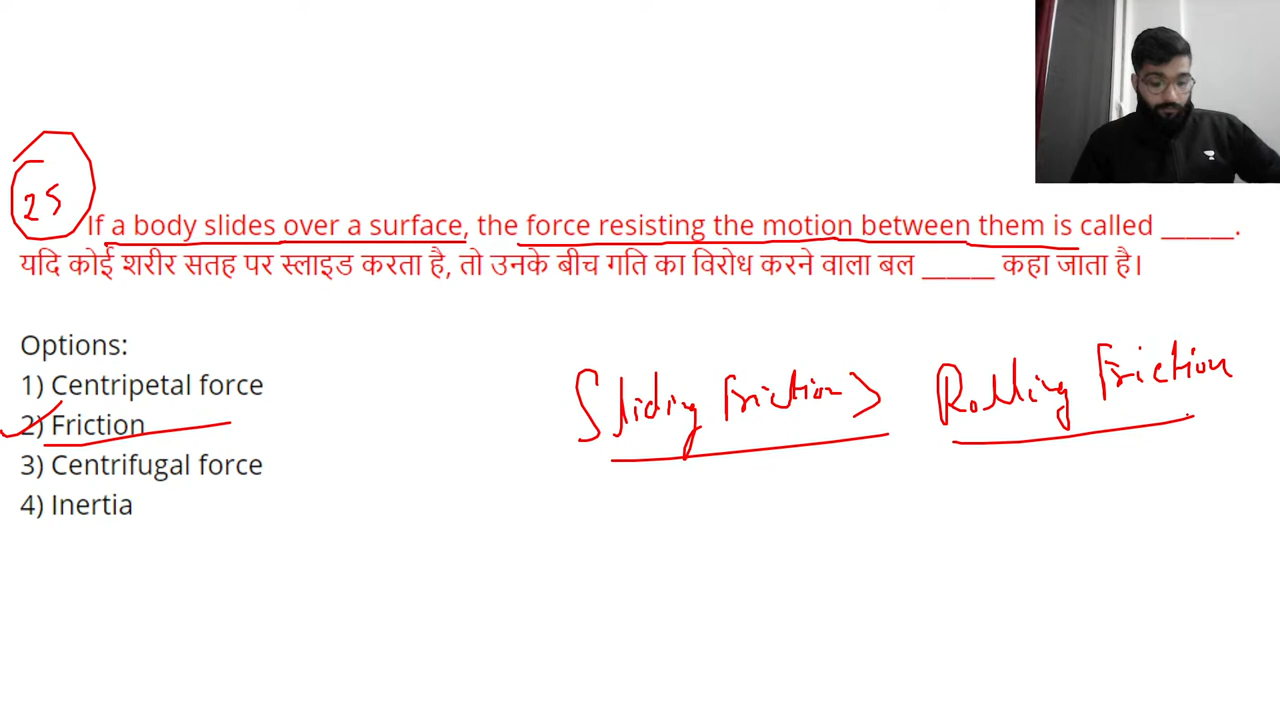 25
If a body slides over a surface, the force resisting the motion between them is called _____.
यदि कोई शरीर सतह पर स्लाइड करता है, तो उनके बीच गति का विरोध करने वाला बल _____ कहा जाता है।
Options:
1) Centripetal force
2) Friction
3) Centrifugal force
4) Inertia
Sliding Friction > Rolling Friction